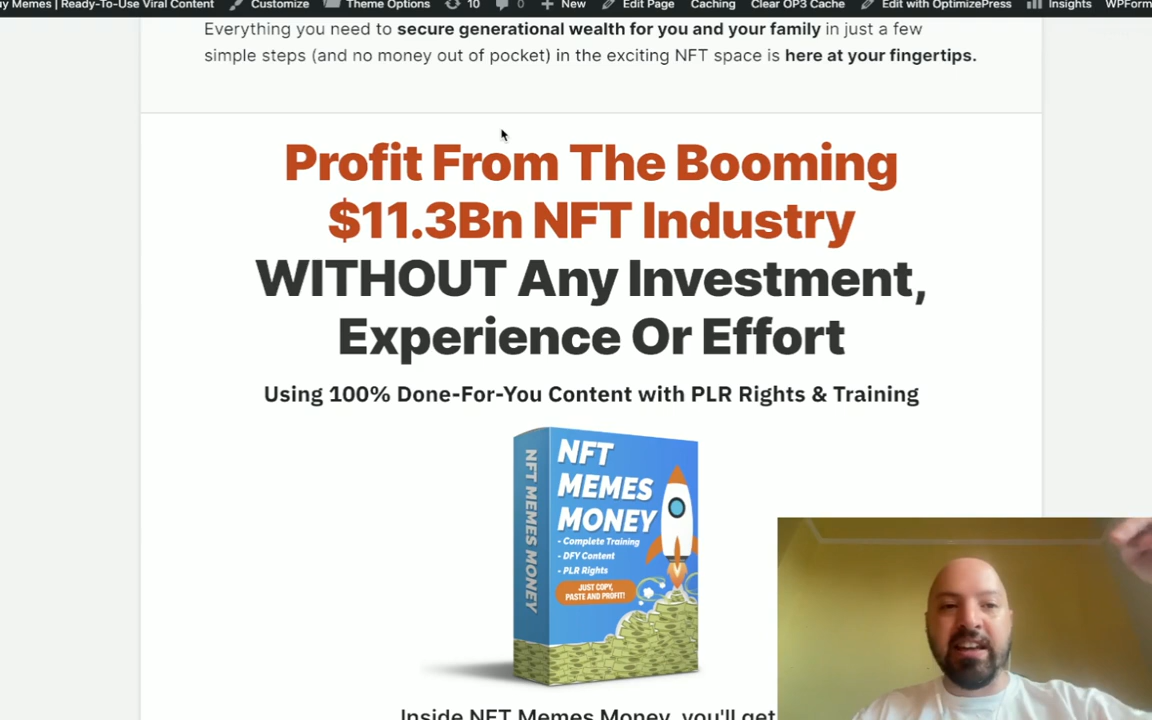 uy Memes | Ready-To-Use Viral Content Customize Theme Options 10 0 New Edit Page Caching Clear OP3 Cache Edit with OptimizePress Insights WPForm
Everything you need to secure generational wealth for you and your family in just a few
simple steps (and no money out of pocket) in the exciting NFT space is here at your fingertips.
Profit From The Booming
$11.3Bn NFT Industry
WITHOUT Any Investment,
Experience Or Effort
Using 100% Done-For-You Content with PLR Rights & Training
NFT MEMES MONEY
NFT
MEMES
MONEY
- Complete Training
- DFY Content
- PLR Rights
JUST COPY,
PASTE AND PROFIT!
Inside NFT Memes Money, you'll get